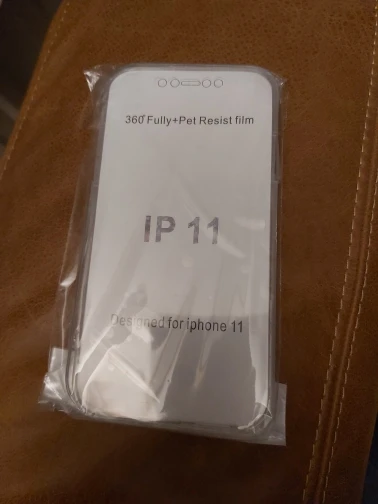 360°Fully+Pet Resist film
IP 11
Designed for iphone 11